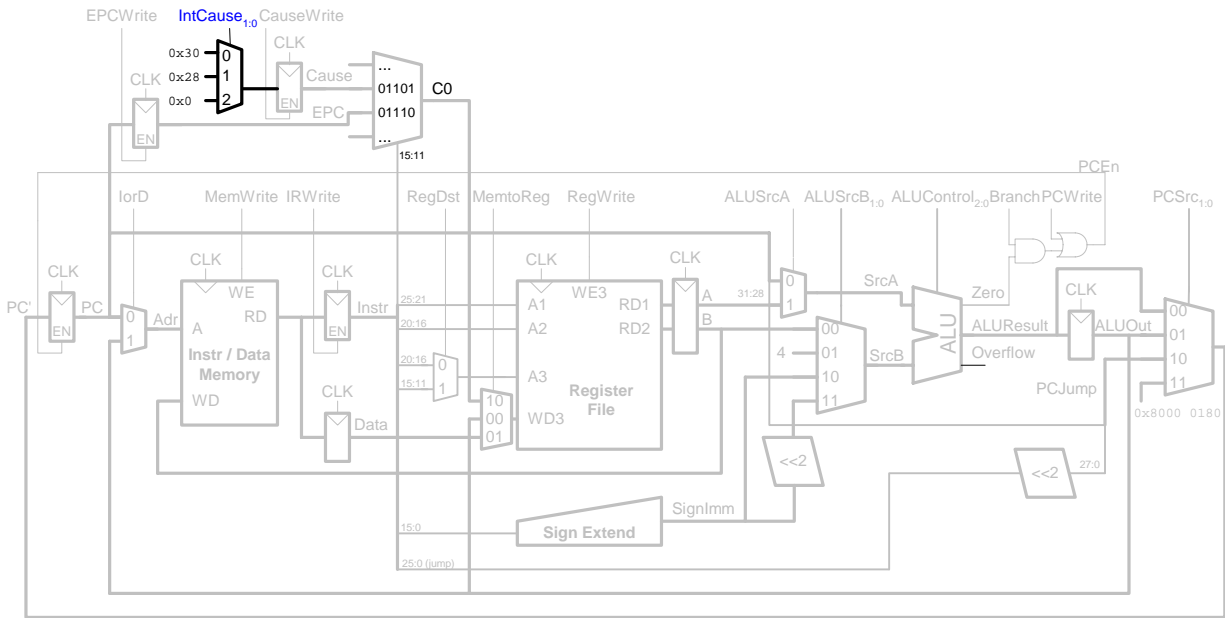 EPCWrite IntCause1:0 CauseWrite
CLK
0x30 0
0x28 1
0x0 2
CLK
EN
Cause
EPC
...
01101
01110
...
C0
CLK
EN
15:11
PCEn
IorD MemWrite IRWrite RegDst MemtoReg RegWrite ALUSrcA ALUSrcB1:0 ALUControl2:0 Branch PCWrite PCSrc1:0
PC'
CLK
EN
PC
0
1
Adr
CLK
WE
A RD
Instr / Data
Memory
WD
CLK
EN
Instr
CLK
Data
25:21
20:16
20:16
15:11
0
1
10
00
01
CLK
WE3
A1 RD1
A2 RD2
A3
Register
File
WD3
CLK
A
B
31:28
0
1
SrcA
4
00
01
10
11
SrcB
ALU
Zero
ALUResult
Overflow
CLK
ALUOut
PCJump
00
01
10
11
0x8000 0180
<<2
<<2
27:0
SignImm
15:0
Sign Extend
25:0 (jump)